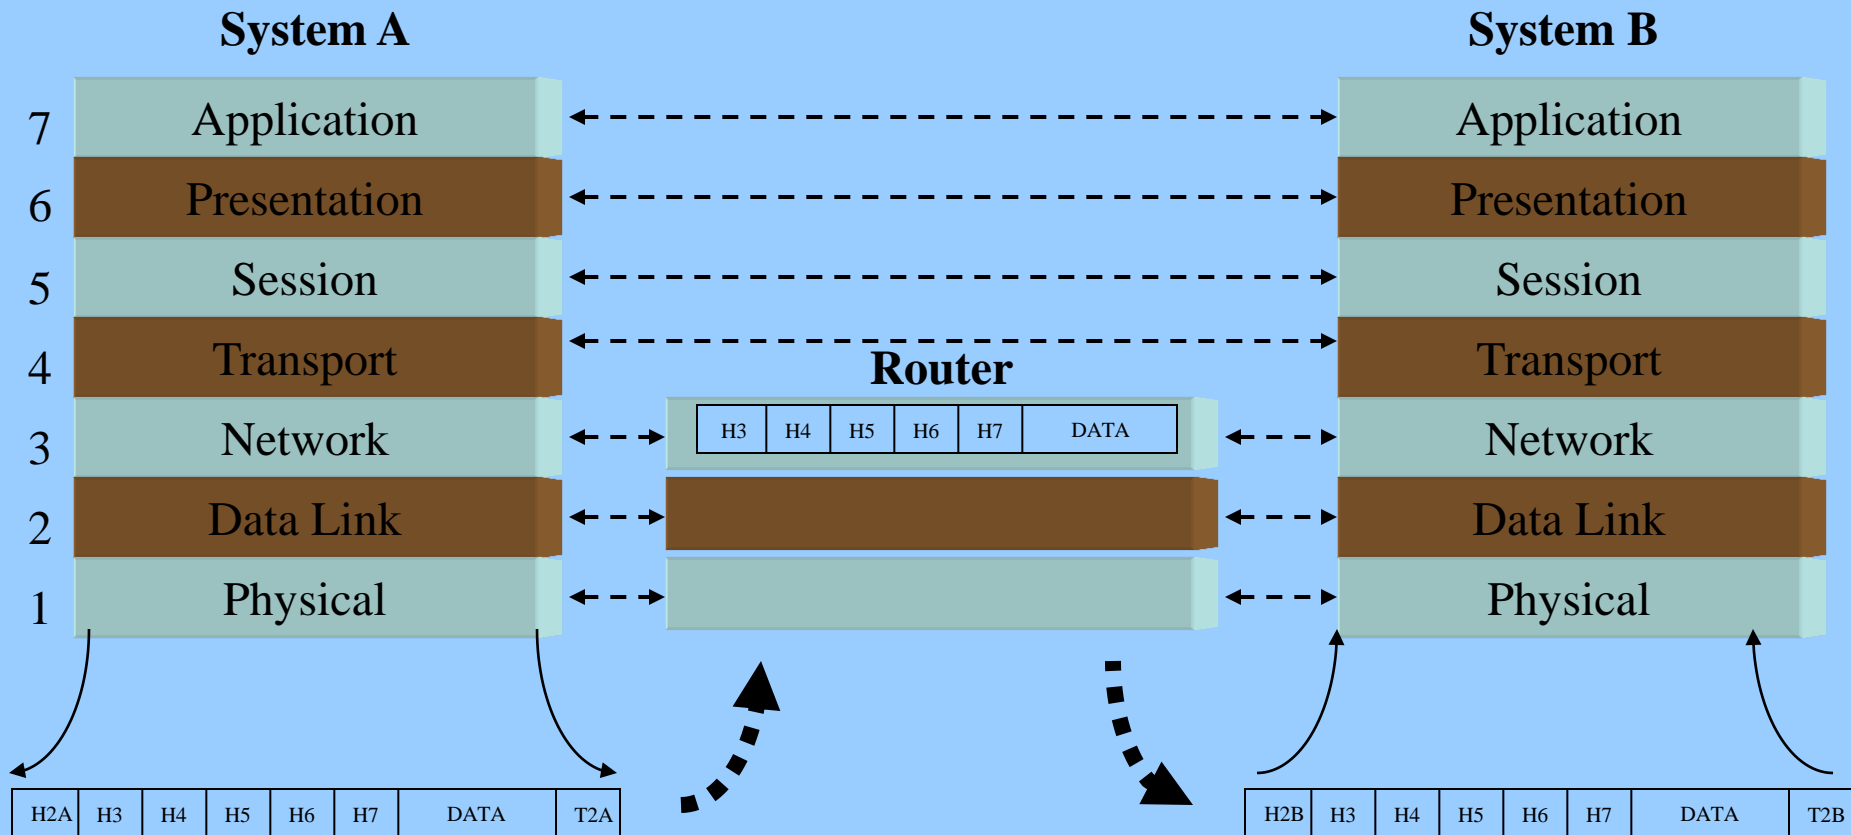 System A
System B
7 Application Application
6 Presentation Presentation
5 Session Session
4 Transport Transport
Router
3 Network H3 H4 H5 H6 H7 DATA Network
2 Data Link Data Link
1 Physical Physical
H2A H3 H4 H5 H6 H7 DATA T2A
H2B H3 H4 H5 H6 H7 DATA T2B